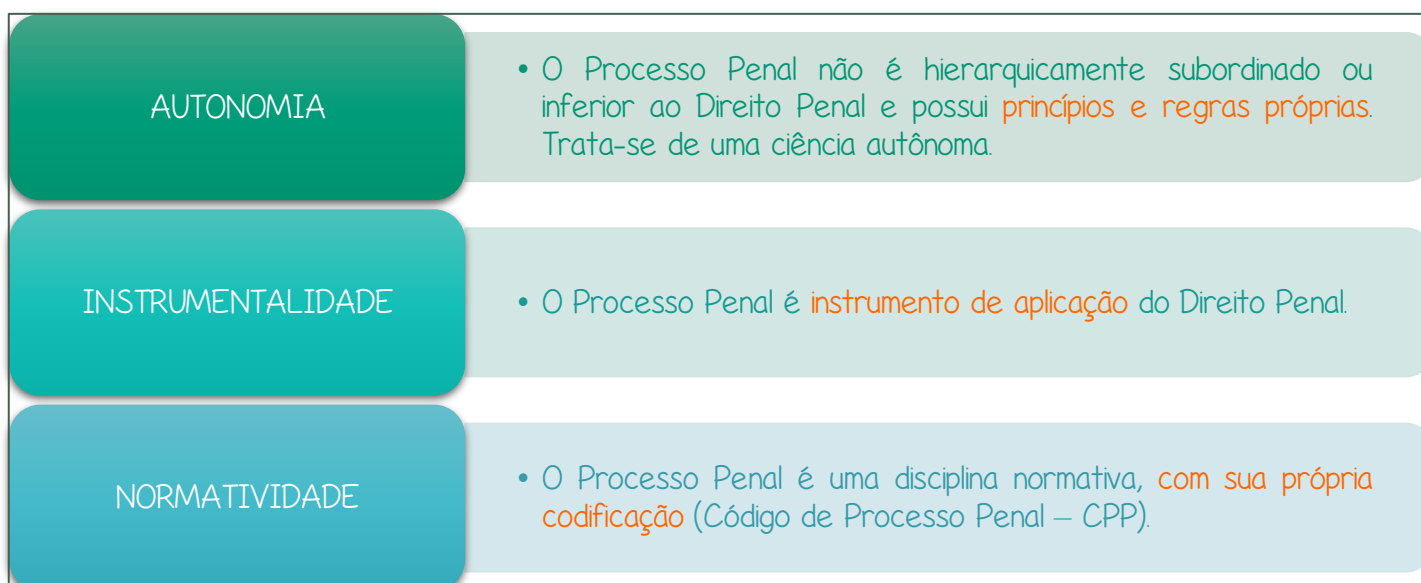 AUTONOMIA
• O Processo Penal não é hierarquicamente subordinado ou
inferior ao Direito Penal e possui princípios e regras próprias.
Trata-se de uma ciência autônoma.
INSTRUMENTALIDADE
• O Processo Penal é instrumento de aplicação do Direito Penal.
NORMATIVIDADE
• O Processo Penal é uma disciplina normativa, com sua própria
codificação (Código de Processo Penal – CPP).